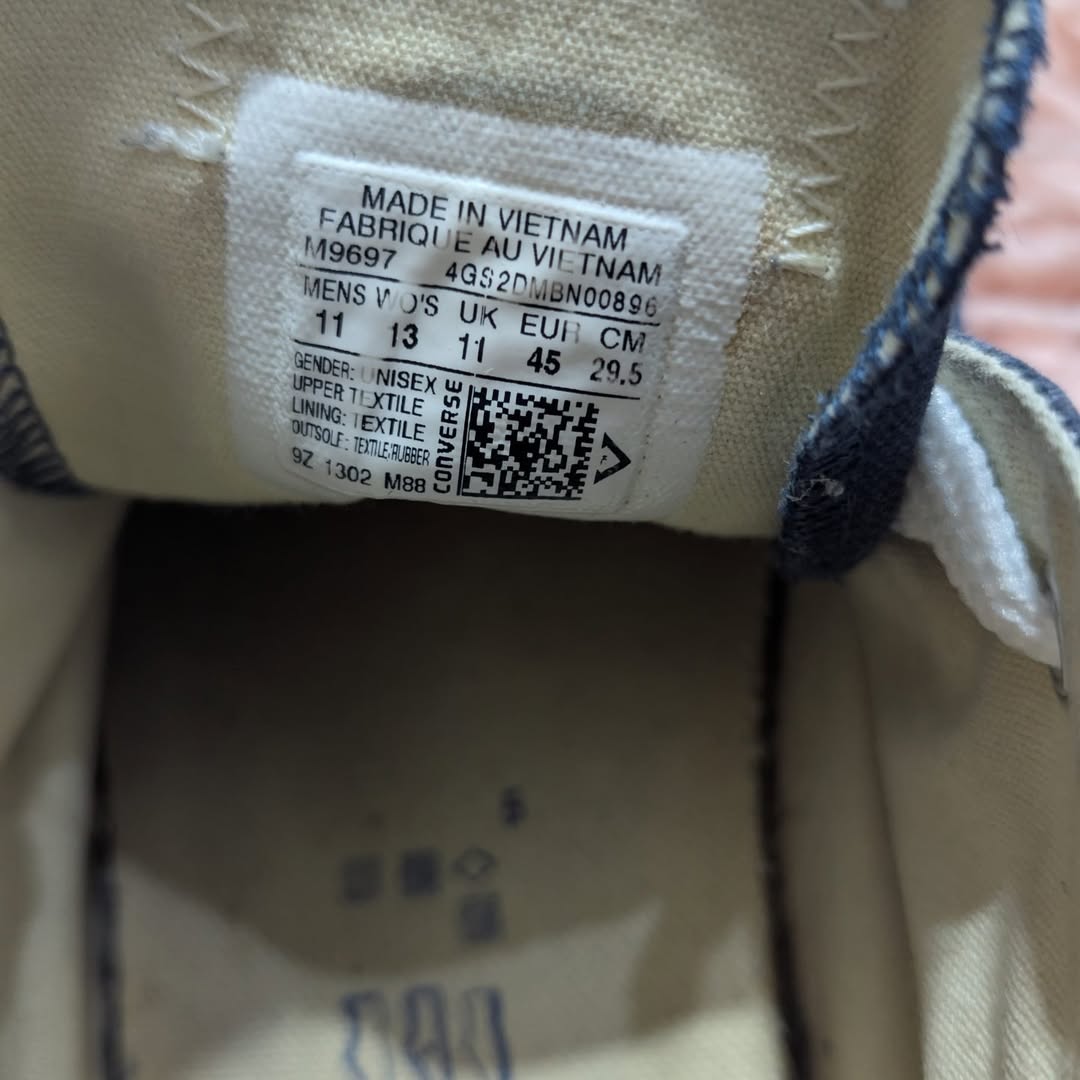 MADE IN VIETNAM
FABRIQUE AU VIETNAM
M9697 4GS2DMBN00896
MENS WO'S UK EUR CM
11 13 11 45 29.5
GENDER: UNISEX
UPPER TEXTILE
LINING: TEXTILE
OUTSOLE: TEXTILE/RUBBER
9Z 1302 M88
CONVERSE